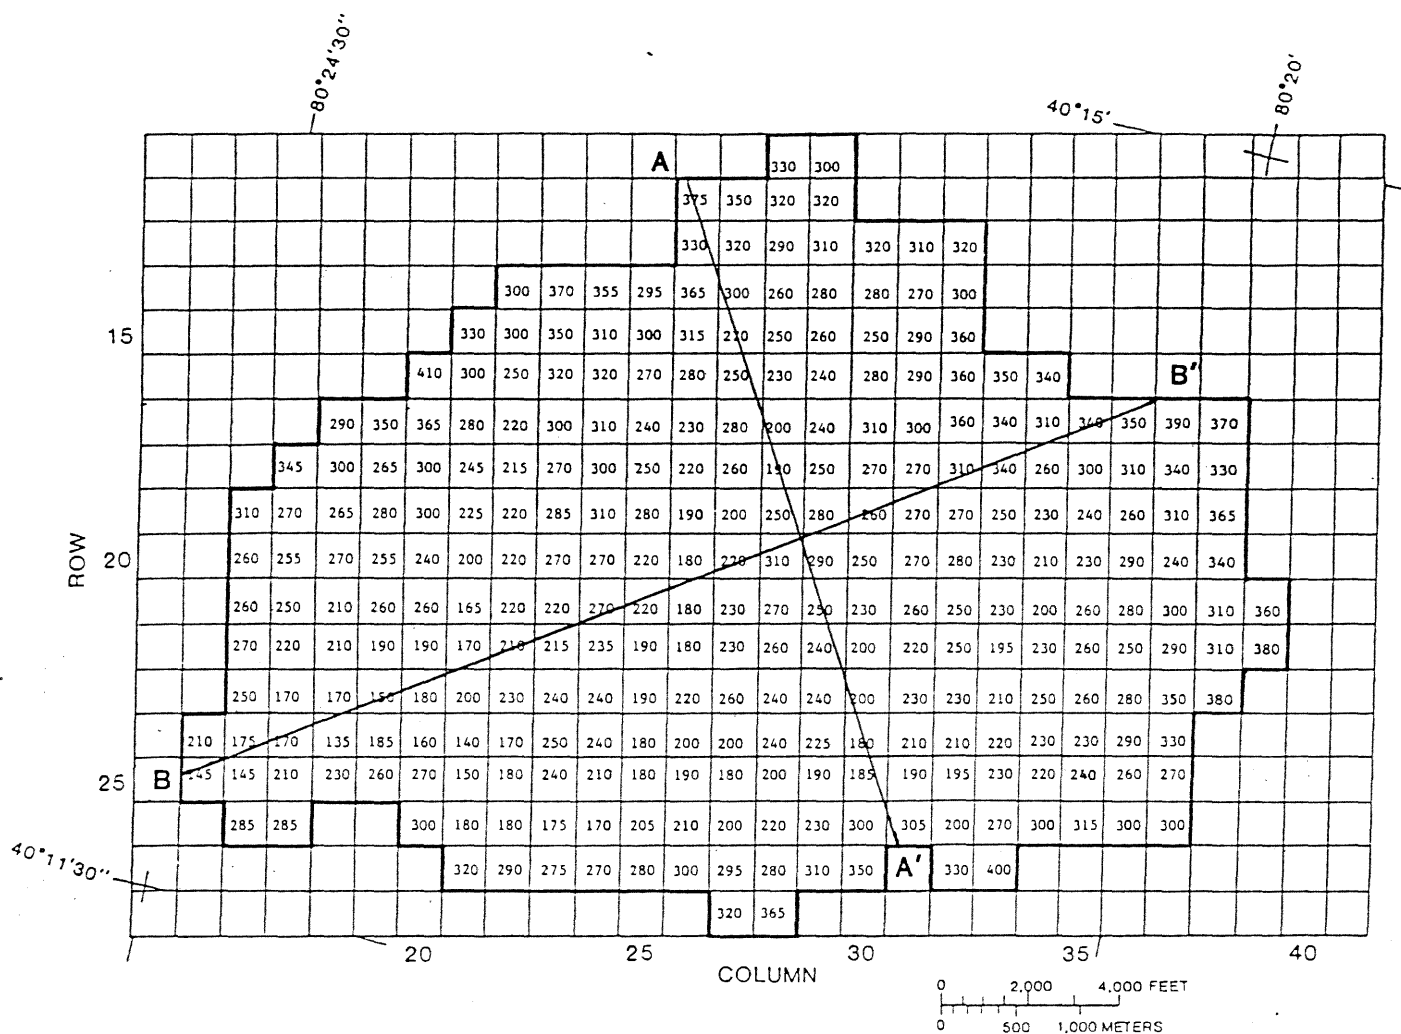 80°24'30"
40°15'
80°20'
A
330 300
375 350 320 320
330 320 290 310 320 310 320
300 370 355 295 365 300 260 280 280 270 300
15 330 300 350 310 300 315 270 250 260 250 290 360
410 300 250 320 320 270 280 250 230 240 280 290 360 350 340
B'
290 350 365 280 220 300 310 240 230 280 200 240 310 300 360 340 310 340 350 390 370
345 300 265 300 245 215 270 300 250 220 260 190 250 270 270 310 340 260 300 310 340 330
310 270 265 280 300 225 220 285 310 280 190 200 250 280 260 270 270 250 230 240 260 310 365
ROW
20 260 255 270 255 240 200 220 270 270 220 180 220 310 290 250 270 280 230 210 230 290 240 340
260 250 210 260 260 165 220 220 270 220 180 230 270 250 230 260 250 230 200 260 280 300 310 360
270 220 210 190 190 170 210 215 235 190 180 230 260 240 200 220 250 195 230 260 250 290 310 380
250 170 170 150 180 200 230 240 240 190 220 260 240 240 200 230 230 210 250 260 280 350 380
210 175 170 135 185 160 140 170 250 240 180 200 200 240 225 180 210 210 220 230 230 290 330
25 B 145 145 210 230 260 270 150 180 240 210 180 190 180 200 190 185 190 195 230 220 240 260 270
285 285 300 180 180 175 170 205 210 200 220 230 300 305 200 270 300 315 300 300
40°11'30"
320 290 275 270 280 300 295 280 310 350 A' 330 400
320 365
20 25 30 35 40
COLUMN
0 2,000 4,000 FEET
0 500 1,000 METERS